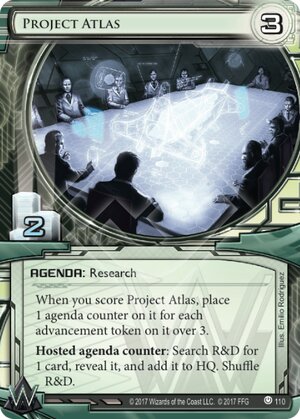 PROJECT ATLAS
3
2
AGENDA: Research
When you score Project Atlas, place
1 agenda counter on it for each
advancement token on it over 3.
Hosted agenda counter: Search R&D for
1 card, reveal it, and add it to HQ. Shuffle
R&D.
Illus. Emilio Rodriguez
© 2017 Wizards of the Coast LLC. © 2017 FFG
110